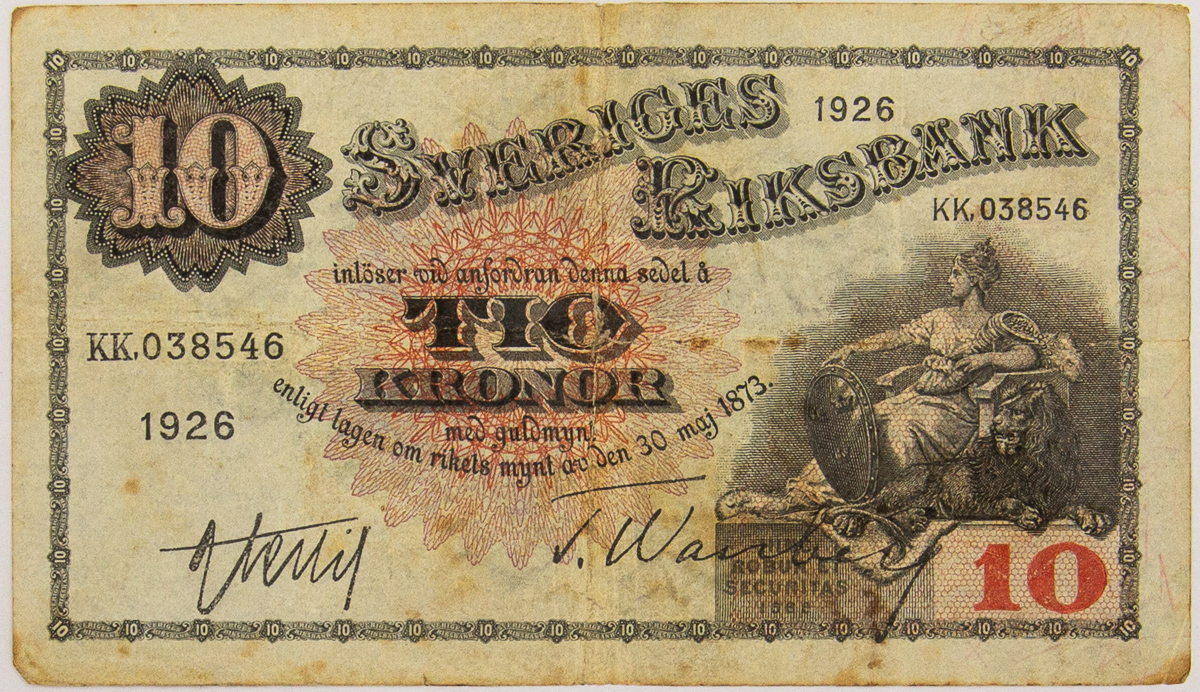 10
SVERIGES
1926
RIKSBANK
KK,038546
inlöser vid anfordran denna sedel å
TIO
KRONOR
KK,038546
med guldmynt
enligt lagen om rikets mynt av den 30 maj 1873.
1926
SECURITAS
10